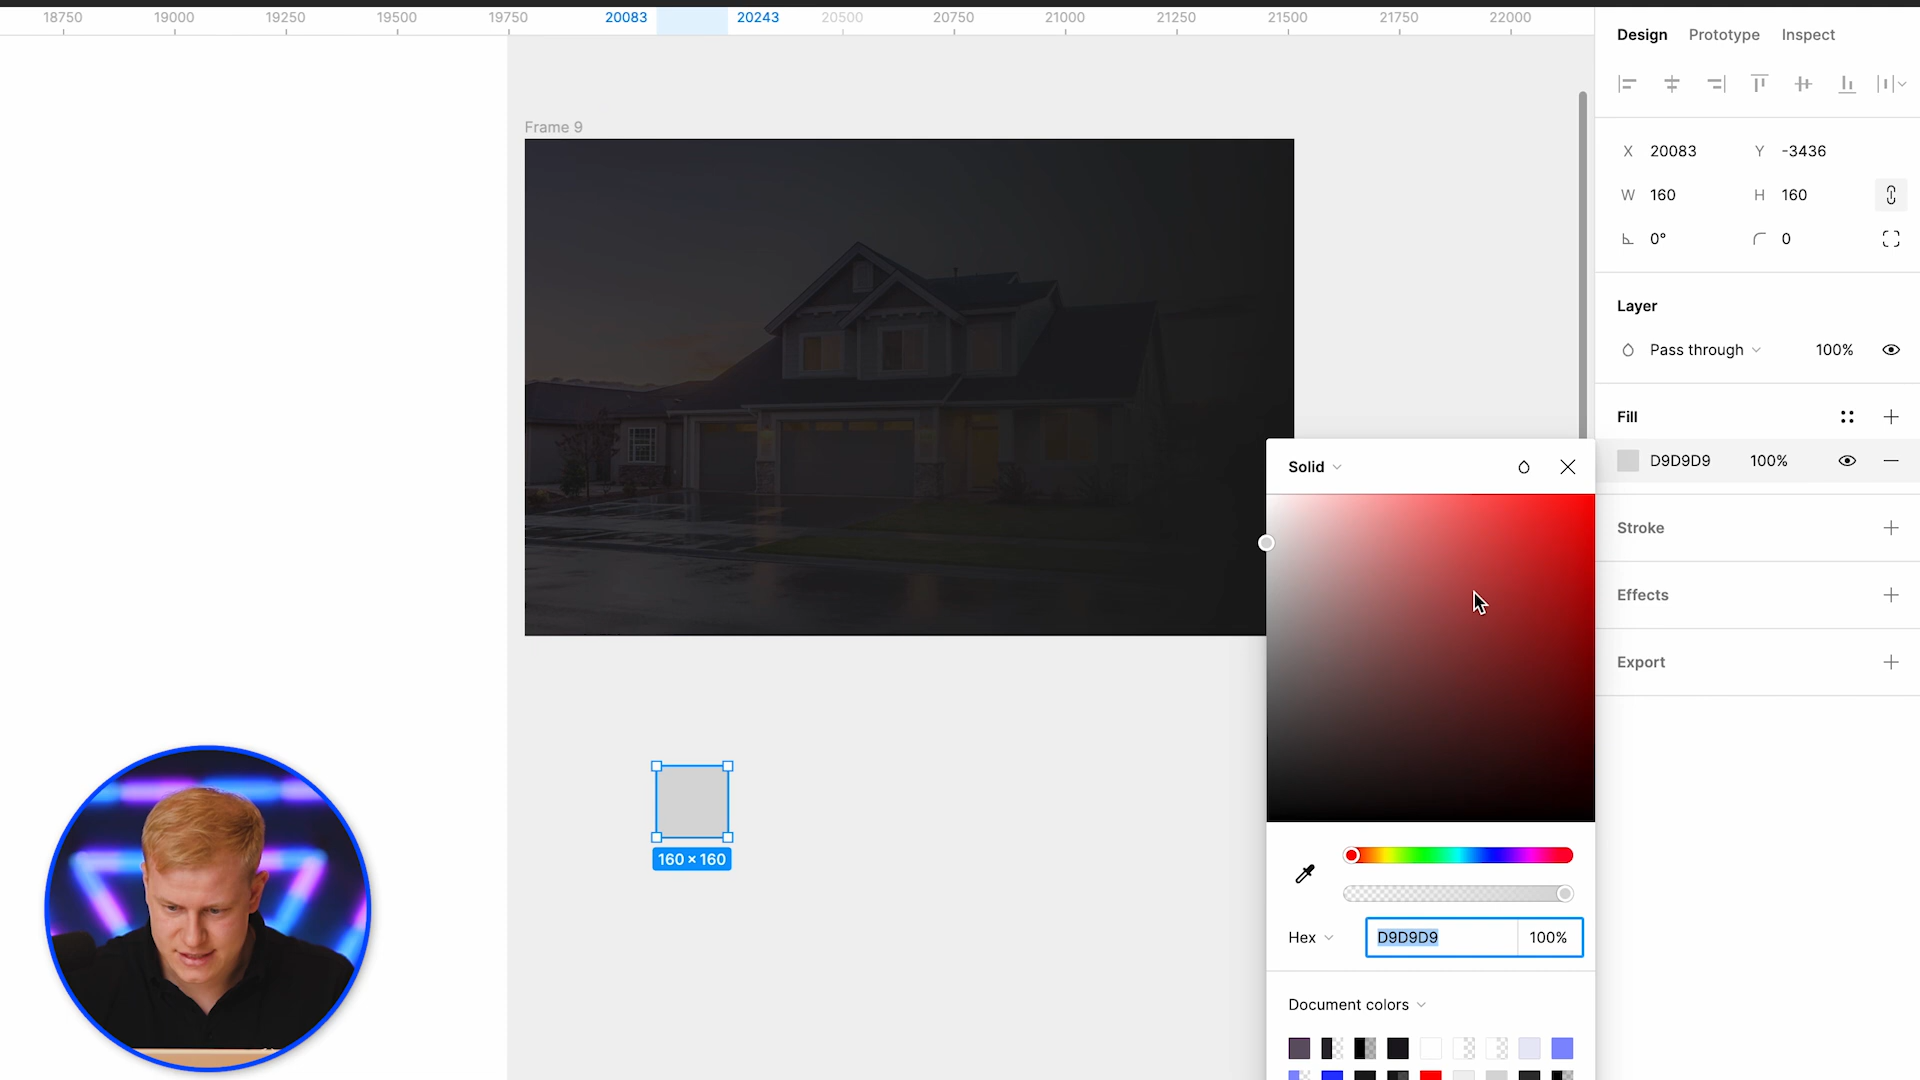 18750 19000 19250 19500 19750 20083 20243 20500 20750 21000 21250 21500 21750 22000
Design Prototype Inspect
Frame 9
X 20083 Y -3436
W 160 H 160
0° 0
Layer
Pass through 100%
Fill
D9D9D9 100%
Solid
Stroke
Effects
Export
160 × 160
Hex D9D9D9 100%
Document colors